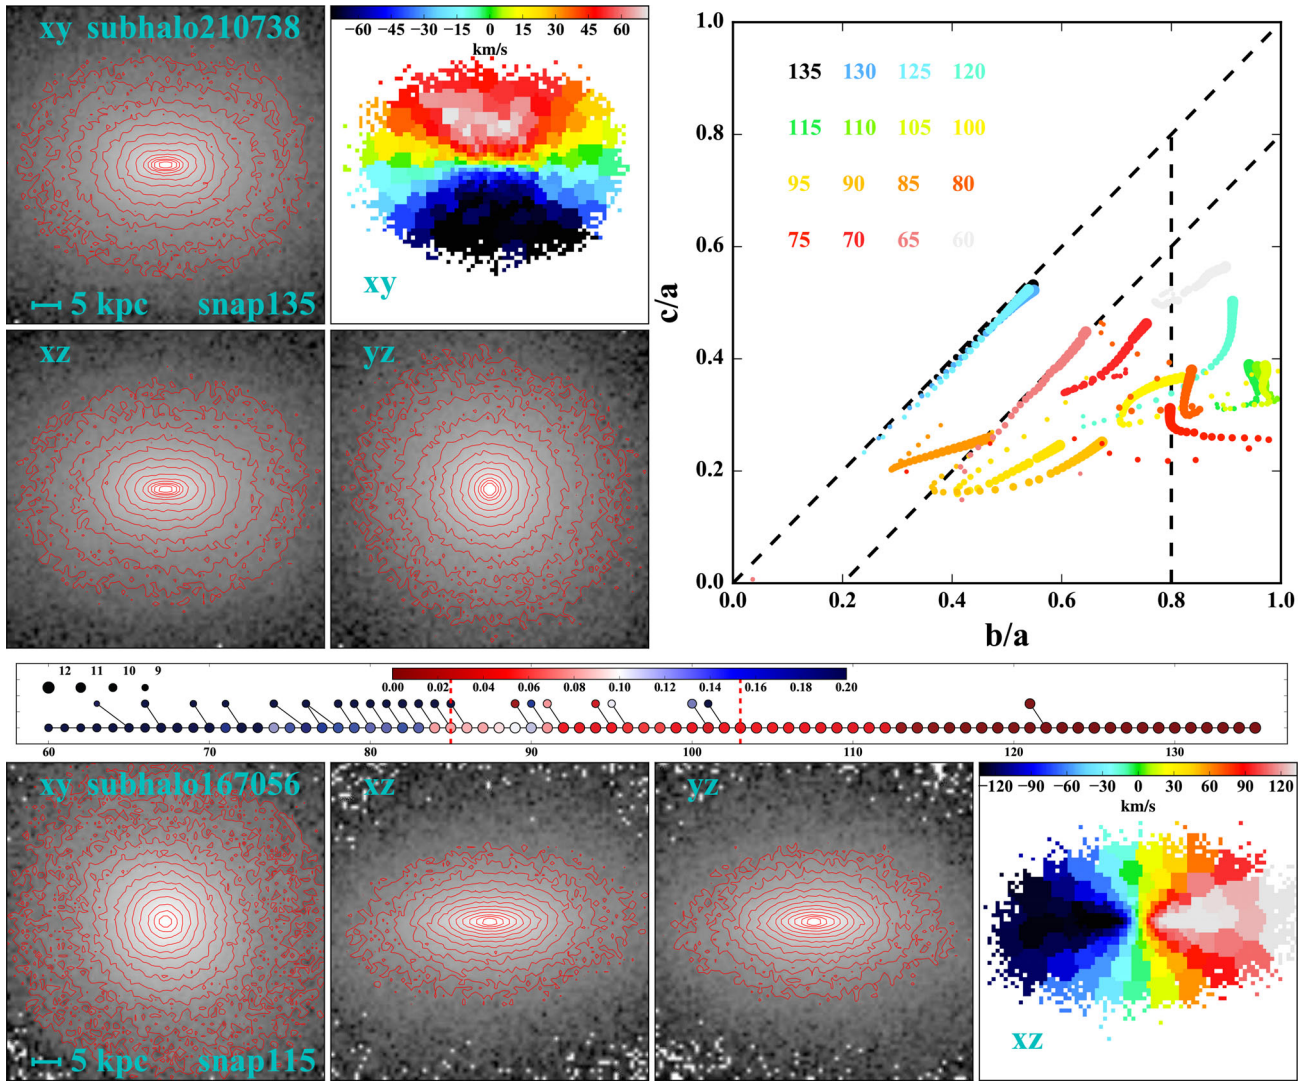 xy subhalo210738
5 kpc snap135
−60 −45 −30 −15 0 15 30 45 60
km/s
xy
xz
yz
1.0
0.8
0.6
0.4
0.2
0.0
c/a
135 130 125 120
115 110 105 100
95 90 85 80
75 70 65 60
0.0 0.2 0.4 0.6 0.8 1.0
b/a
12 11 10 9
0.00 0.02 0.04 0.06 0.08 0.10 0.12 0.14 0.16 0.18 0.20
60 70 80 90 100 110 120 130
xy subhalo167056
5 kpc snap115
xz
yz
−120 −90 −60 −30 0 30 60 90 120
km/s
xz